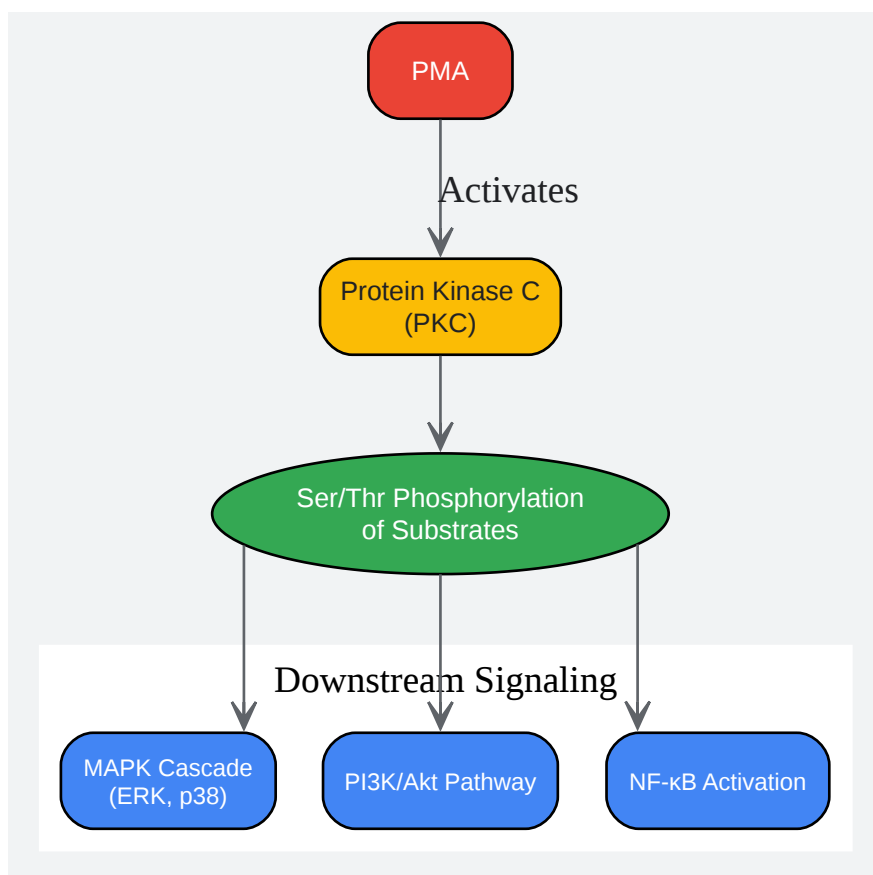 PMA
Activates
Protein Kinase C
(PKC)
Ser/Thr Phosphorylation
of Substrates
Downstream Signaling
MAPK Cascade
(ERK, p38)
PI3K/Akt Pathway
NF-κB Activation